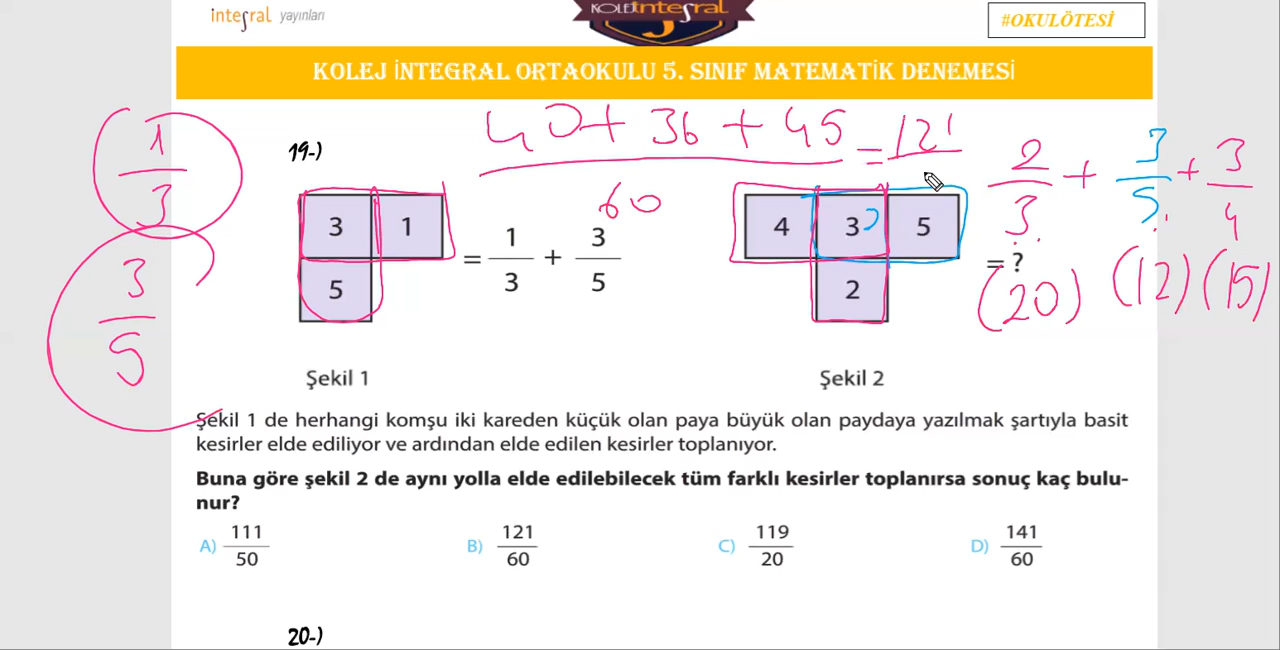 integral yayınları
KOLEJ integral
#OKULÖTESİ
KOLEJ İNTEGRAL ORTAOKULU 5. SINIF MATEMATİK DENEMESİ
19-)
1/3
3/5
40 + 36 + 45 / 60 = 121
2/3 + 3/5 + 3/4
(20) (12) (15)
3 1
5
= 1/3 + 3/5
4 3 5
2
= ?
Şekil 1
Şekil 2
Şekil 1 de herhangi komşu iki kareden küçük olan paya büyük olan paydaya yazılmak şartıyla basit
kesirler elde ediliyor ve ardından elde edilen kesirler toplanıyor.
Buna göre şekil 2 de aynı yolla elde edilebilecek tüm farklı kesirler toplanırsa sonuç kaç bulu-
nur?
A) 111/50 B) 121/60 C) 119/20 D) 141/60
20-)